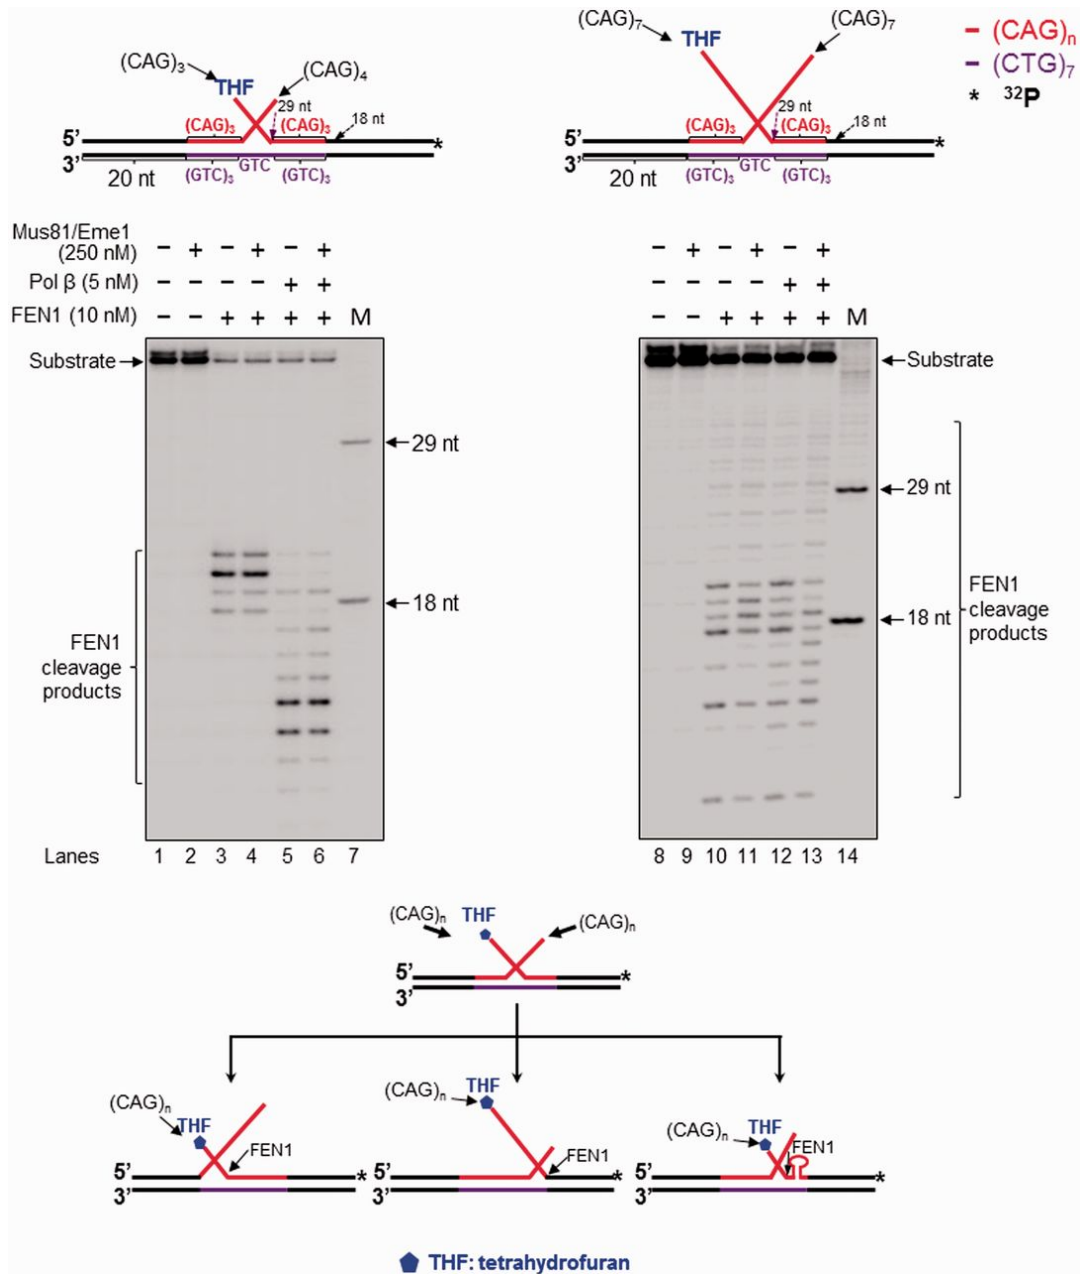 (CAG)₃ THF (CAG)₄
29 nt
(CAG)₃ (CAG)₃ 18 nt
5’ *
3’ GTC
20 nt (GTC)₃ (GTC)₃
(CAG)₇ THF (CAG)₇
29 nt
(CAG)₃ (CAG)₃ 18 nt
5’ *
3’ GTC
20 nt (GTC)₃ (GTC)₃
(CAG)n
(CTG)₇
* ³²P
Mus81/Eme1
(250 nM) − + − + − +
Pol β (5 nM) − − − − + +
FEN1 (10 nM) − − + + + + M
− + − + − +
− − − − + +
− − + + + + M
Substrate
29 nt
18 nt
FEN1
cleavage
products
Substrate
29 nt
18 nt
FEN1
cleavage
products
Lanes 1 2 3 4 5 6 7
8 9 10 11 12 13 14
(CAG)n THF (CAG)n
5’ *
3’
(CAG)n
THF
FEN1
5’ *
3’
(CAG)n THF
FEN1
5’ *
3’
(CAG)n THF
FEN1
5’ *
3’
THF: tetrahydrofuran